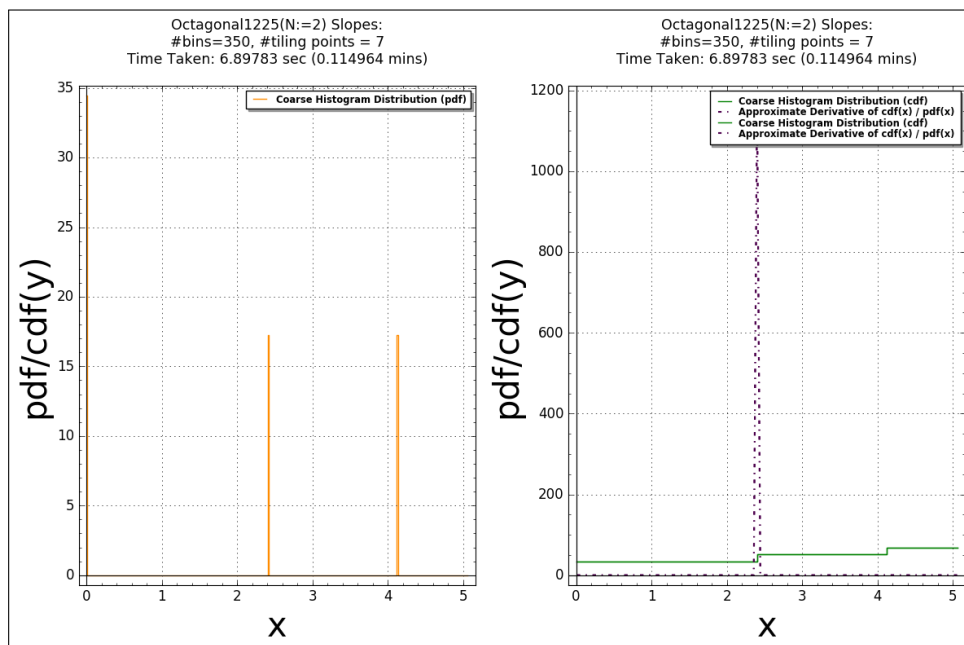 Octagonal1225(N:=2) Slopes:
#bins=350, #tiling points = 7
Time Taken: 6.89783 sec (0.114964 mins)
35
30
25
20
15
10
5
0
0
1
2
3
4
5
pdf/cdf(y)
x
Coarse Histogram Distribution (pdf)
Octagonal1225(N:=2) Slopes:
#bins=350, #tiling points = 7
Time Taken: 6.89783 sec (0.114964 mins)
1200
1000
800
600
400
200
0
0
1
2
3
4
5
pdf/cdf(y)
x
Coarse Histogram Distribution (cdf)
Approximate Derivative of cdf(x) / pdf(x)
Coarse Histogram Distribution (cdf)
Approximate Derivative of cdf(x) / pdf(x)